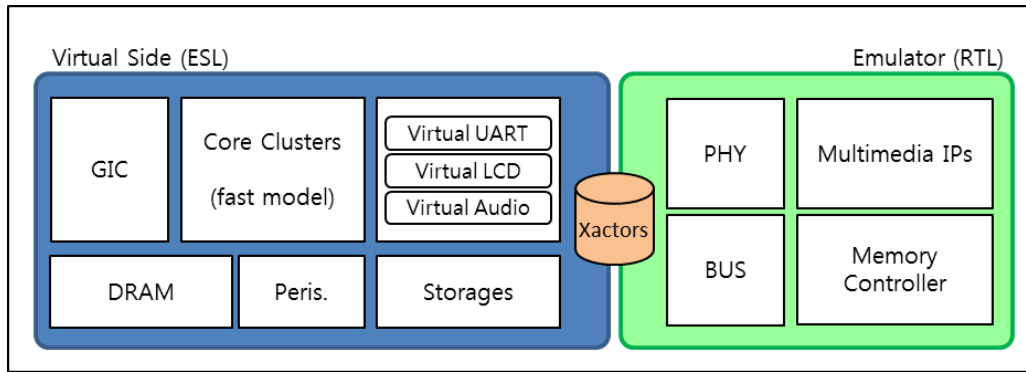 Virtual Side (ESL)
Emulator (RTL)
GIC
Core Clusters
(fast model)
Virtual UART
Virtual LCD
Virtual Audio
DRAM
Peris.
Storages
Xactors
PHY
Multimedia IPs
BUS
Memory
Controller